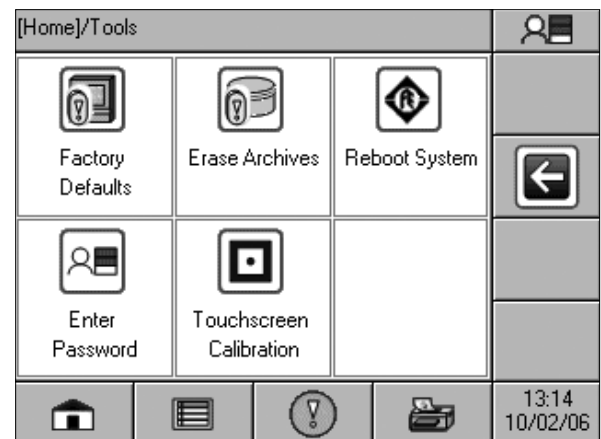 [Home]/Tools
Factory
Defaults
Erase Archives
Reboot System
Enter
Password
Touchscreen
Calibration
13:14
10/02/06